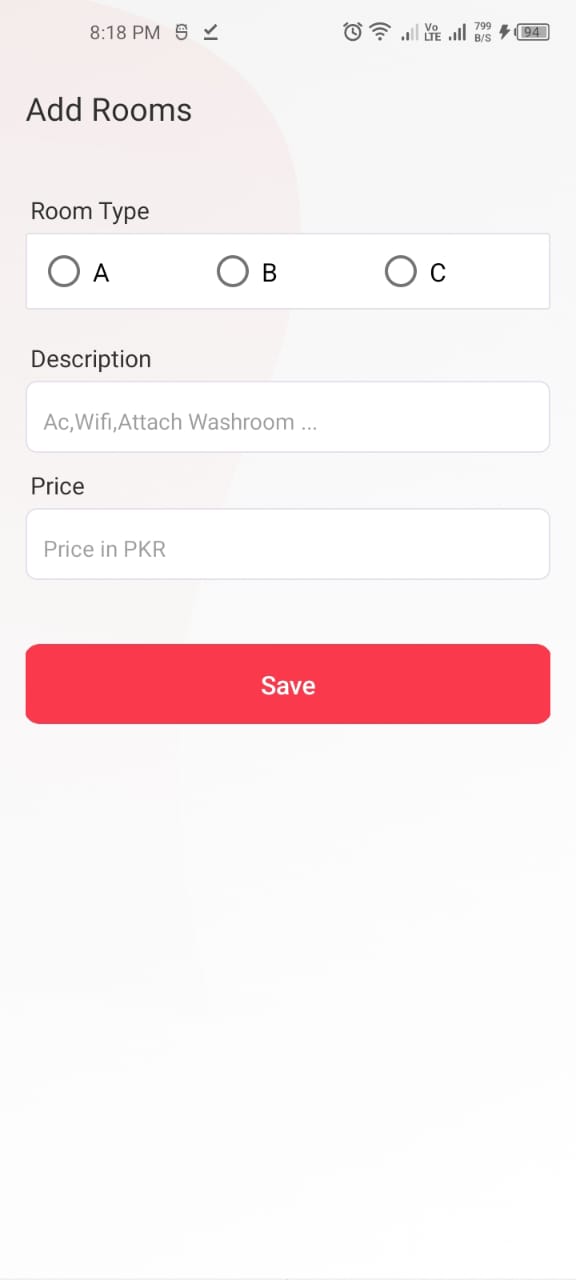 8:18 PM Vo LTE 799 B/S 94
Add Rooms
Room Type
A B C
Description
Ac,Wifi,Attach Washroom ...
Price
Price in PKR
Save